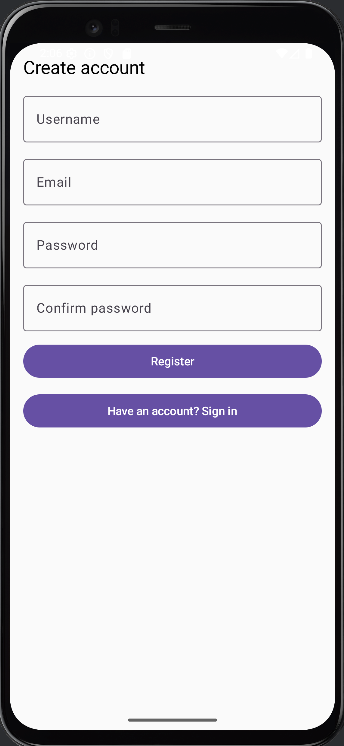 Create account
Username
Email
Password
Confirm password
Register
Have an account? Sign in